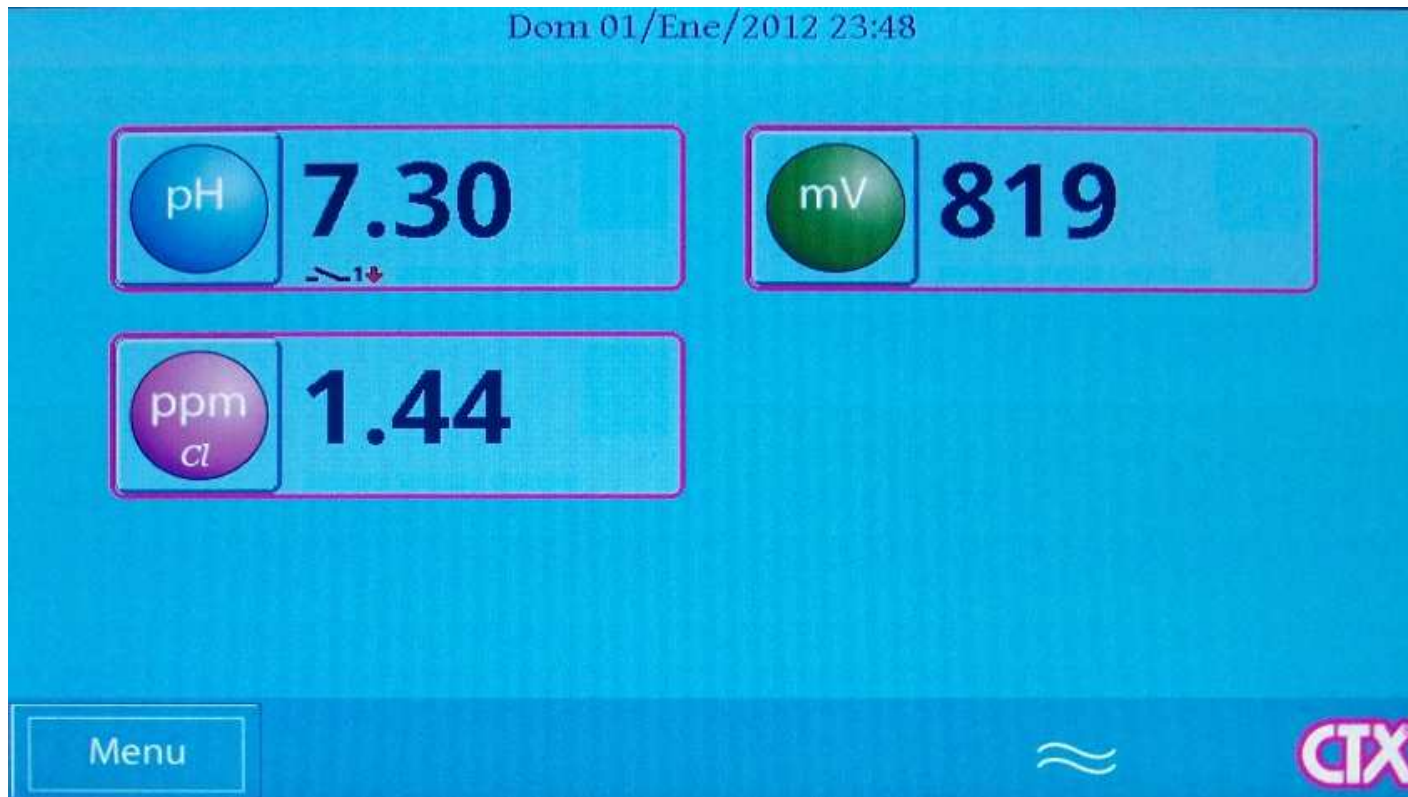 Dom 01/Ene/2012 23:48
pH 7.30
1
mV 819
ppm Cl 1.44
Menu
CTX